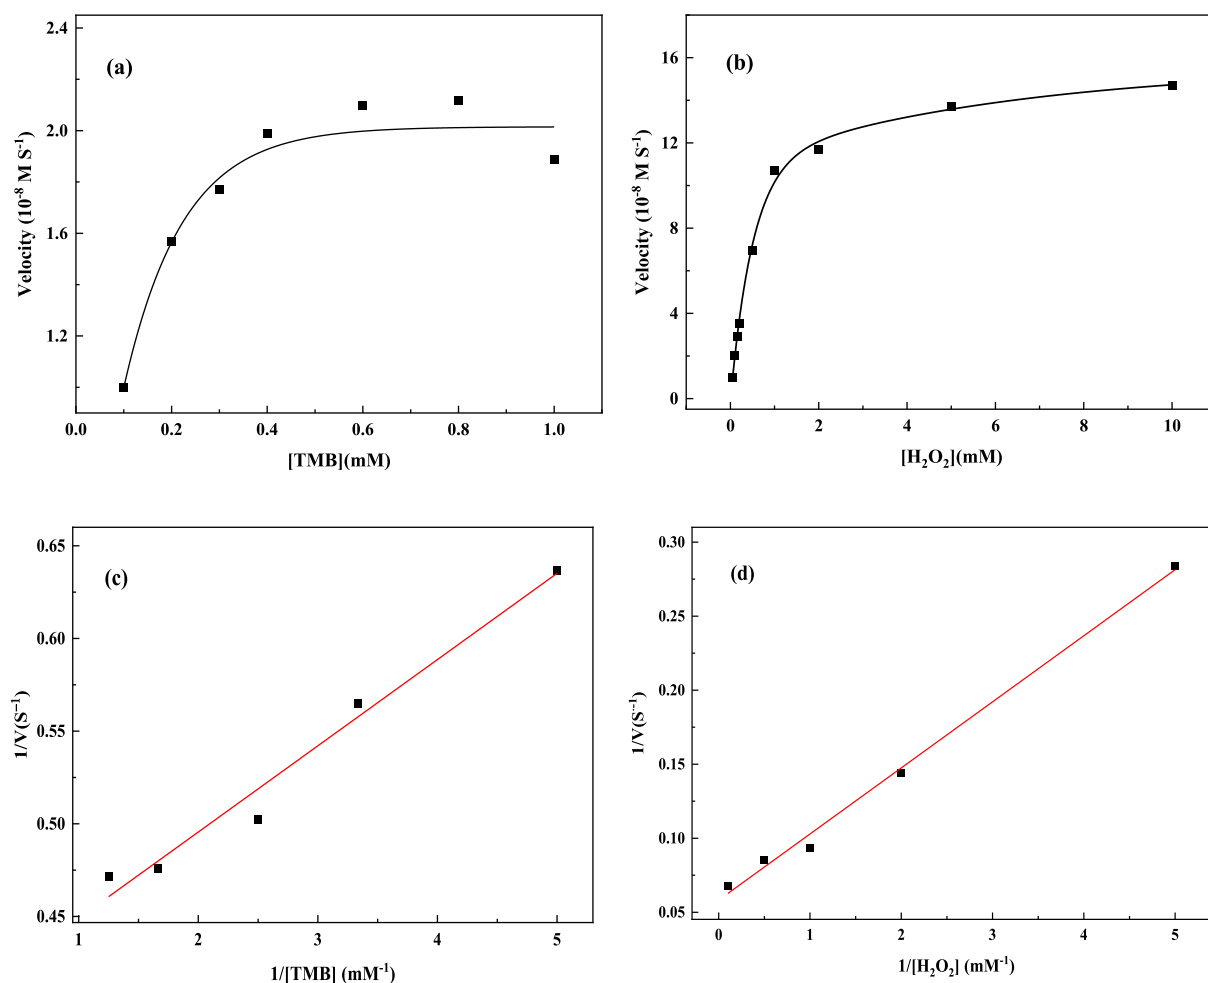 (a)
2.4
2.0
1.6
1.2
Velocity (10⁻⁸ M S⁻¹)
0.0 0.2 0.4 0.6 0.8 1.0
[TMB](mM)
(b)
16
12
8
4
0
Velocity (10⁻⁸ M S⁻¹)
0 2 4 6 8 10
[H₂O₂](mM)
(c)
0.65
0.60
0.55
0.50
0.45
1/V(S⁻¹)
1 2 3 4 5
1/[TMB] (mM⁻¹)
(d)
0.30
0.25
0.20
0.15
0.10
0.05
1/V(S⁻¹)
0 1 2 3 4 5
1/[H₂O₂] (mM⁻¹)